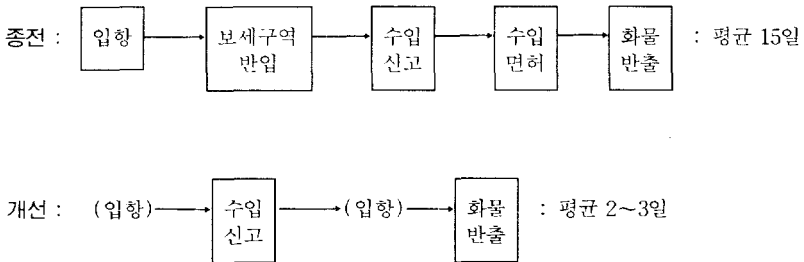 종전 : 입항 보세구역 반입 수입 신고 수입 면허 화물 반출 : 평균 15일
개선 : (입항) 수입 신고 (입항) 화물 반출 : 평균 2~3일